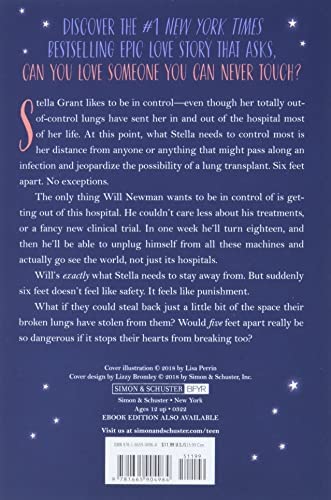 DISCOVER THE #1 NEW YORK TIMES
BESTSELLING EPIC LOVE STORY THAT ASKS,
CAN YOU LOVE SOMEONE YOU CAN NEVER TOUCH?
Stella Grant likes to be in control—even though her totally out-
of-control lungs have sent her in and out of the hospital most
of her life. At this point, what Stella needs to control most is
her distance from anyone or anything that might pass along
an infection and jeopardize the possibility of a lung transplant. Six
feet apart. No exceptions.
The only thing Will Newman wants to be in control of is get-
ting out of this hospital. He couldn't care less about his treatments,
or a fancy new clinical trial. In one week he'll turn eighteen, and
then he'll be able to unplug himself from all these machines and
actually go see the world, not just its hospitals.
Will's exactly what Stella needs to stay away from. But suddenly
six feet doesn't feel like safety. It feels like punishment.
What if they could steal back just a little bit of the space their
broken lungs have stolen from them? Would five feet apart really be
so dangerous if it stops their hearts from breaking too?
Cover illustration © 2018 by Lisa Perrin
Cover design by Lizzy Bromley © 2018 by Simon & Schuster, Inc.
SIMON & SCHUSTER BFYR
Simon & Schuster • New York
Ages 12 up • 0322
EBOOK EDITION ALSO AVAILABLE
Visit us at simonandschuster.com/teen
51199
9 781665 904964